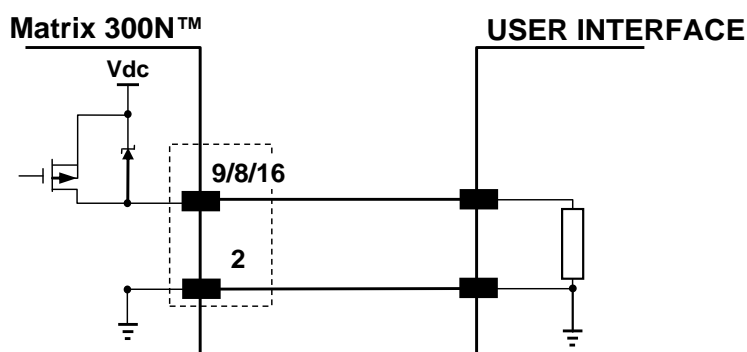 Matrix 300N™
USER INTERFACE
Vdc
9/8/16
2